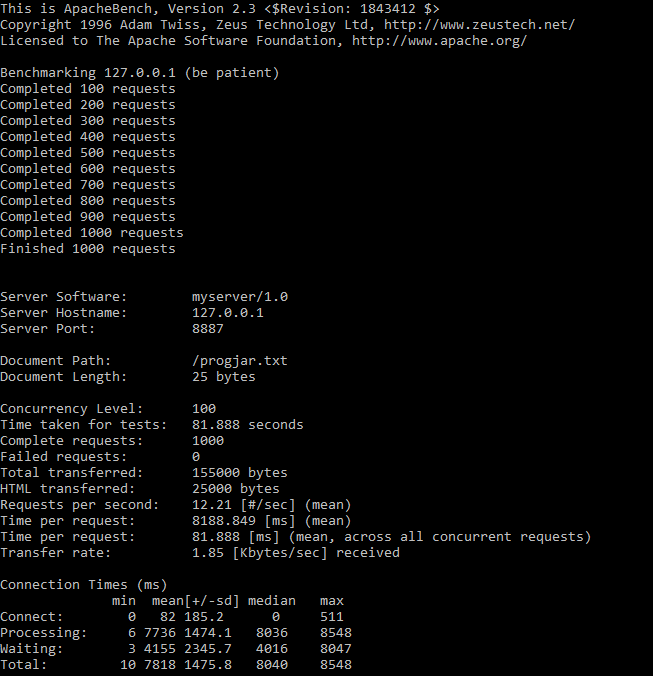 This is ApacheBench, Version 2.3 <$Revision: 1843412 $>
Copyright 1996 Adam Twiss, Zeus Technology Ltd, http://www.zeustech.net/
Licensed to The Apache Software Foundation, http://www.apache.org/

Benchmarking 127.0.0.1 (be patient)
Completed 100 requests
Completed 200 requests
Completed 300 requests
Completed 400 requests
Completed 500 requests
Completed 600 requests
Completed 700 requests
Completed 800 requests
Completed 900 requests
Completed 1000 requests
Finished 1000 requests


Server Software:        myserver/1.0
Server Hostname:        127.0.0.1
Server Port:            8887

Document Path:          /progjar.txt
Document Length:        25 bytes

Concurrency Level:      100
Time taken for tests:   81.888 seconds
Complete requests:      1000
Failed requests:        0
Total transferred:      155000 bytes
HTML transferred:       25000 bytes
Requests per second:    12.21 [#/sec] (mean)
Time per request:       8188.849 [ms] (mean)
Time per request:       81.888 [ms] (mean, across all concurrent requests)
Transfer rate:          1.85 [Kbytes/sec] received

Connection Times (ms)
              min  mean[+/-sd] median   max
Connect:        0   82 185.2      0     511
Processing:     6 7736 1474.1   8036    8548
Waiting:        3 4155 2345.7   4016    8047
Total:         10 7818 1475.8   8040    8548